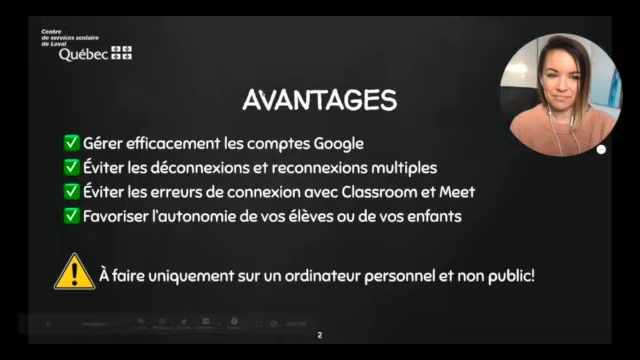 Centre
de services scolaire
de Laval
Québec
AVANTAGES
✅ Gérer efficacement les comptes Google
✅ Éviter les déconnexions et reconnexions multiples
✅ Éviter les erreurs de connexion avec Classroom et Meet
✅ Favoriser l'autonomie de vos élèves ou de vos enfants
À faire uniquement sur un ordinateur personnel et non public!
2